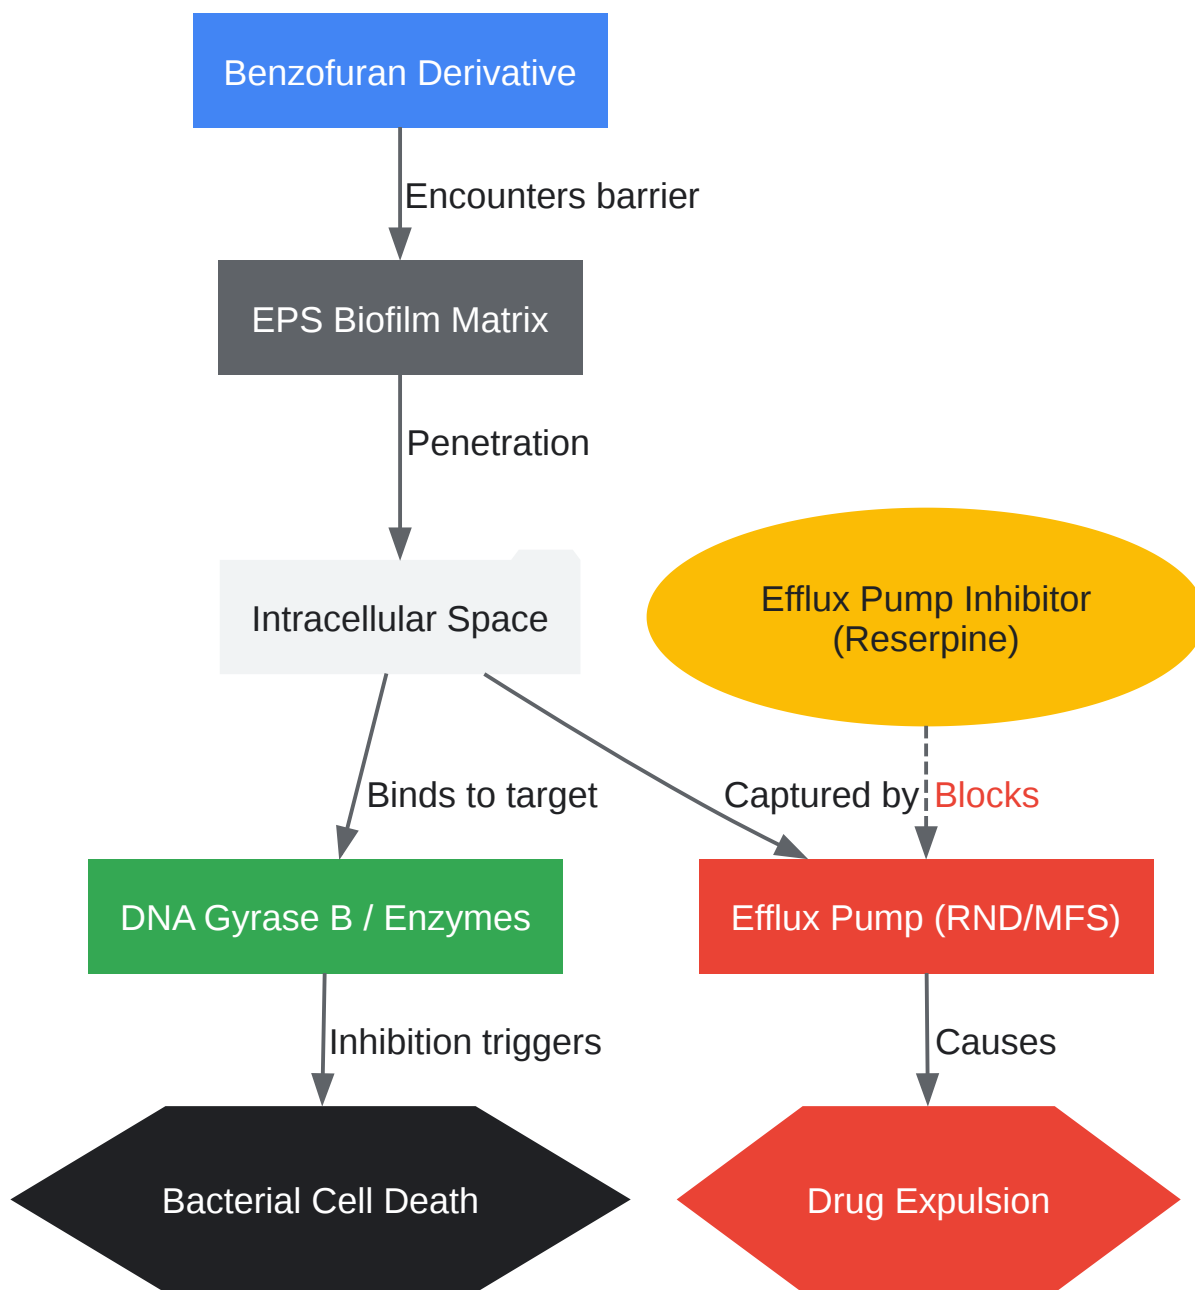 Benzofuran Derivative
Encounters barrier
EPS Biofilm Matrix
Penetration
Intracellular Space
Efflux Pump Inhibitor
(Reserpine)
Binds to target
Captured by
Blocks
DNA Gyrase B / Enzymes
Efflux Pump (RND/MFS)
Inhibition triggers
Causes
Bacterial Cell Death
Drug Expulsion